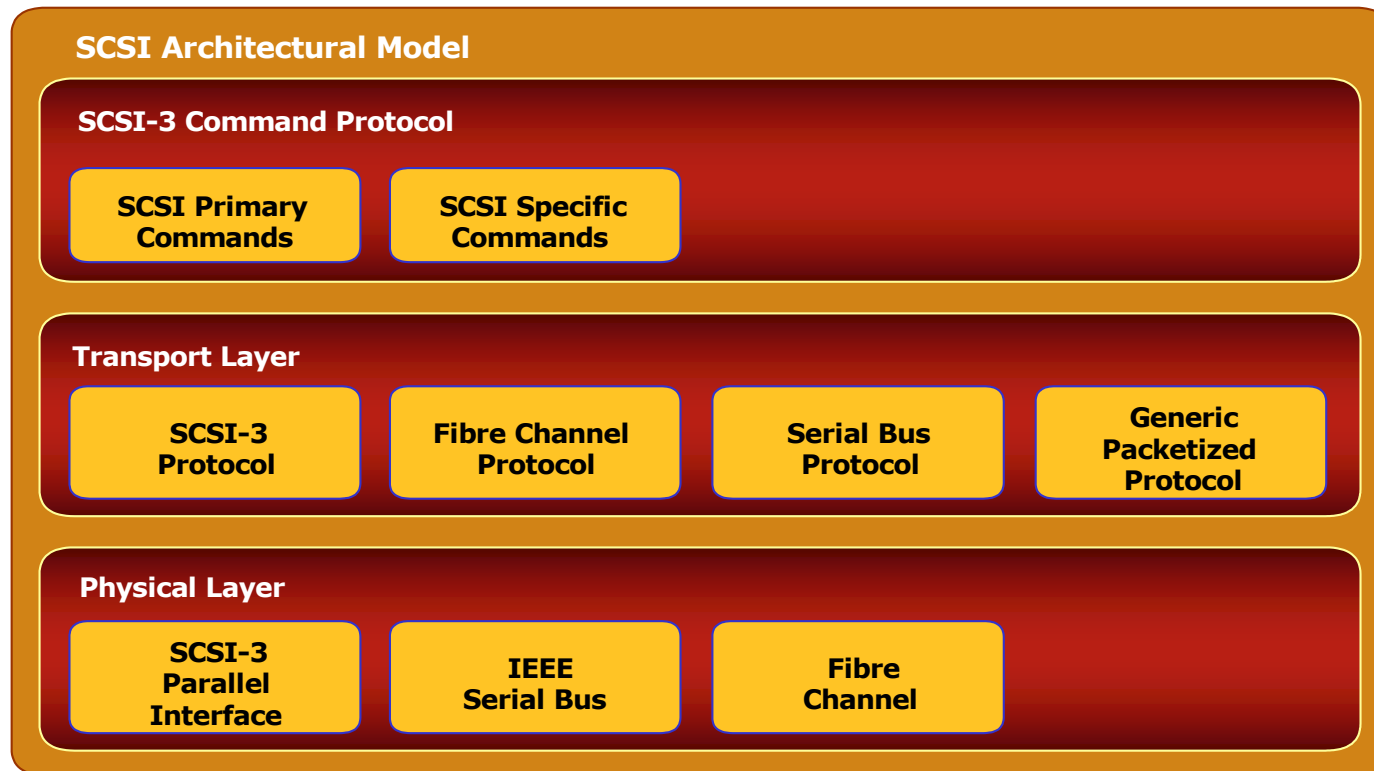 SCSI Architectural Model
SCSI-3 Command Protocol
SCSI Primary
Commands
SCSI Specific
Commands
Transport Layer
SCSI-3
Protocol
Fibre Channel
Protocol
Serial Bus
Protocol
Generic
Packetized
Protocol
Physical Layer
SCSI-3
Parallel
Interface
IEEE
Serial Bus
Fibre
Channel